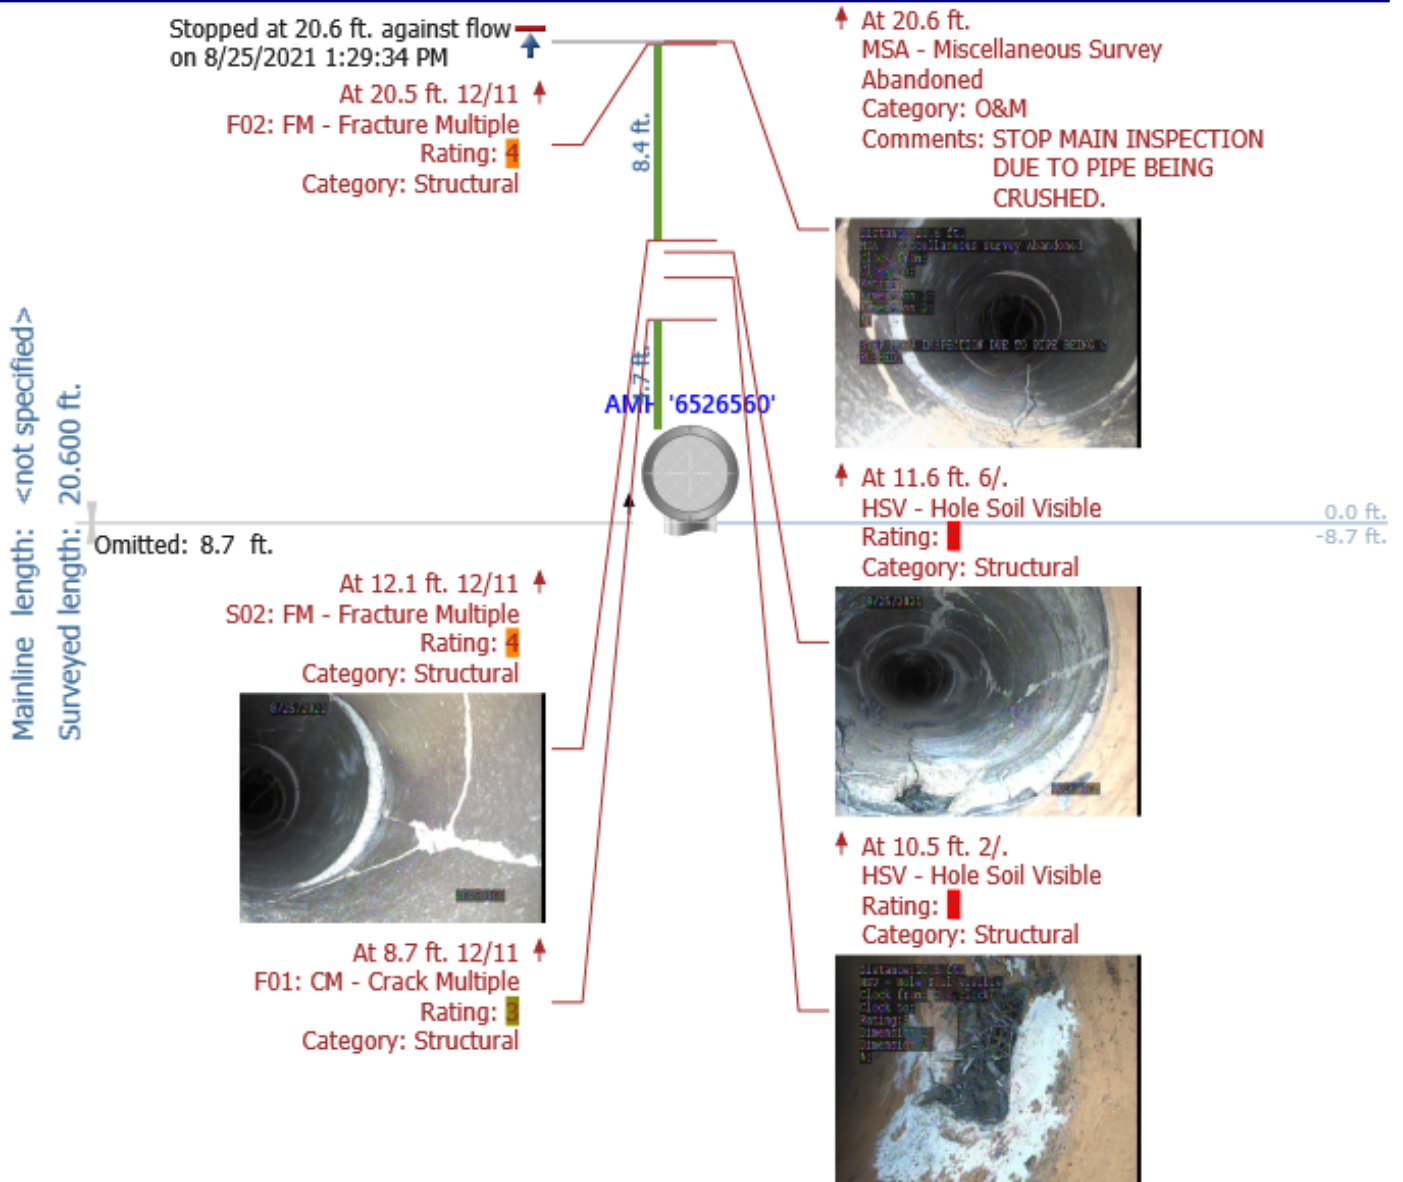 Stopped at 20.6 ft. against flow
on 8/25/2021 1:29:34 PM
At 20.5 ft. 12/11
F02: FM - Fracture Multiple
Rating: 4
Category: Structural
8.4 ft.
At 20.6 ft.
MSA - Miscellaneous Survey
Abandoned
Category: O&M
Comments: STOP MAIN INSPECTION
DUE TO PIPE BEING
CRUSHED.
Mainline length: <not specified>
Surveyed length: 20.600 ft.
'6526560'
Omitted: 8.7 ft.
0.0 ft.
-8.7 ft.
At 11.6 ft. 6/.
HSV - Hole Soil Visible
Rating:
Category: Structural
At 12.1 ft. 12/11
S02: FM - Fracture Multiple
Rating: 4
Category: Structural
8/25/2021
At 10.5 ft. 2/.
HSV - Hole Soil Visible
Rating:
Category: Structural
At 8.7 ft. 12/11
F01: CM - Crack Multiple
Rating: 3
Category: Structural